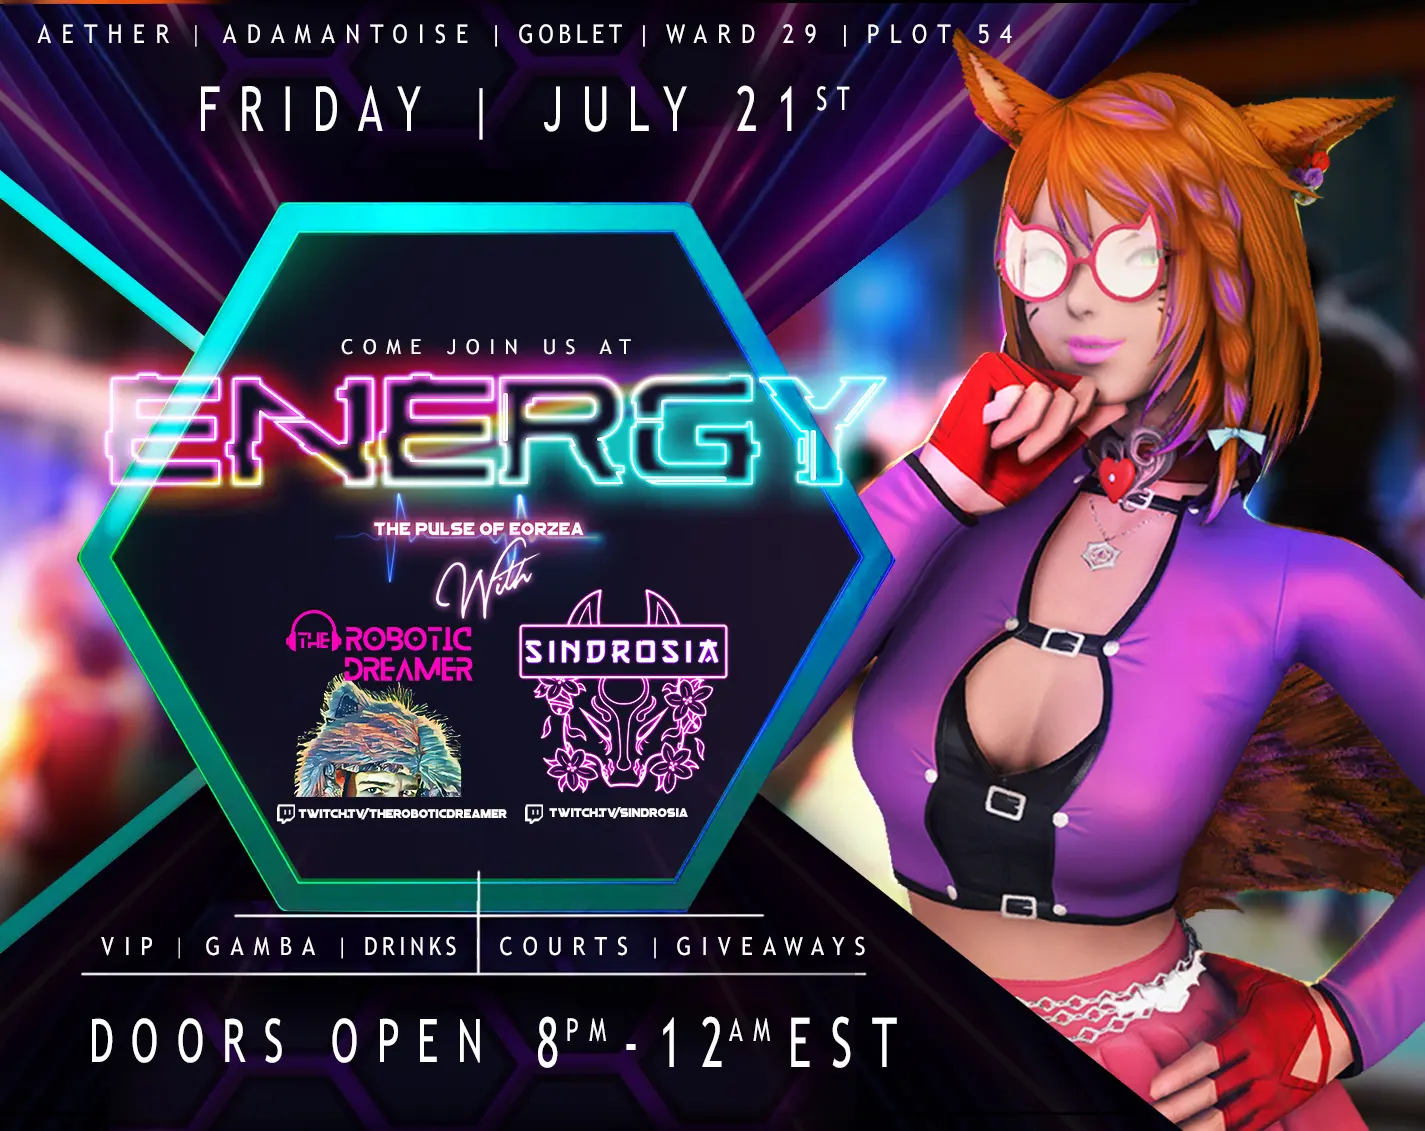 AETHER | ADAMANTOISE | GOBLET | WARD 29 | PLOT 54
FRIDAY | JULY 21ST
COME JOIN US AT
ENERGY
THE PULSE OF EORZEA
With
THE ROBOTIC
DREAMER
SINDROSIA
TWITCH.TV/THEROBOTICDREAMER
TWITCH.TV/SINDROSIA
VIP | GAMBA | DRINKS | COURTS | GIVEAWAYS
DOORS OPEN 8PM - 12AM EST